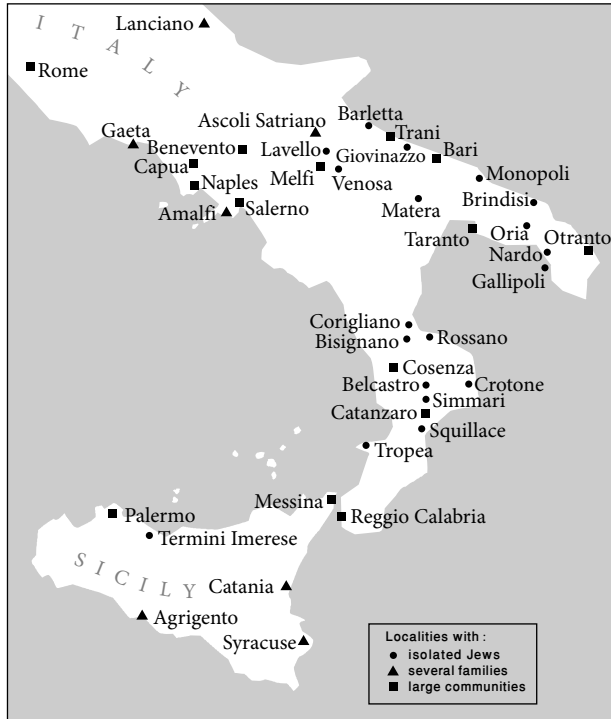 Lanciano
ITALY
Rome
Gaeta
Ascoli Satriano
Barletta
Trani
Benevento
Lavello
Giovinazzo
Bari
Capua
Melfi
Venosa
Monopoli
Naples
Matera
Brindisi
Amalfi
Salerno
Taranto
Oria
Otranto
Nardo
Gallipoli
Corigliano
Rossano
Bisignano
Cosenza
Belcastro
Crotone
Simmari
Catanzaro
Squillace
Tropea
Messina
Palermo
Reggio Calabria
Termini Imerese
SICILY
Catania
Agrigento
Syracuse
Localities with :
isolated Jews
several families
large communities